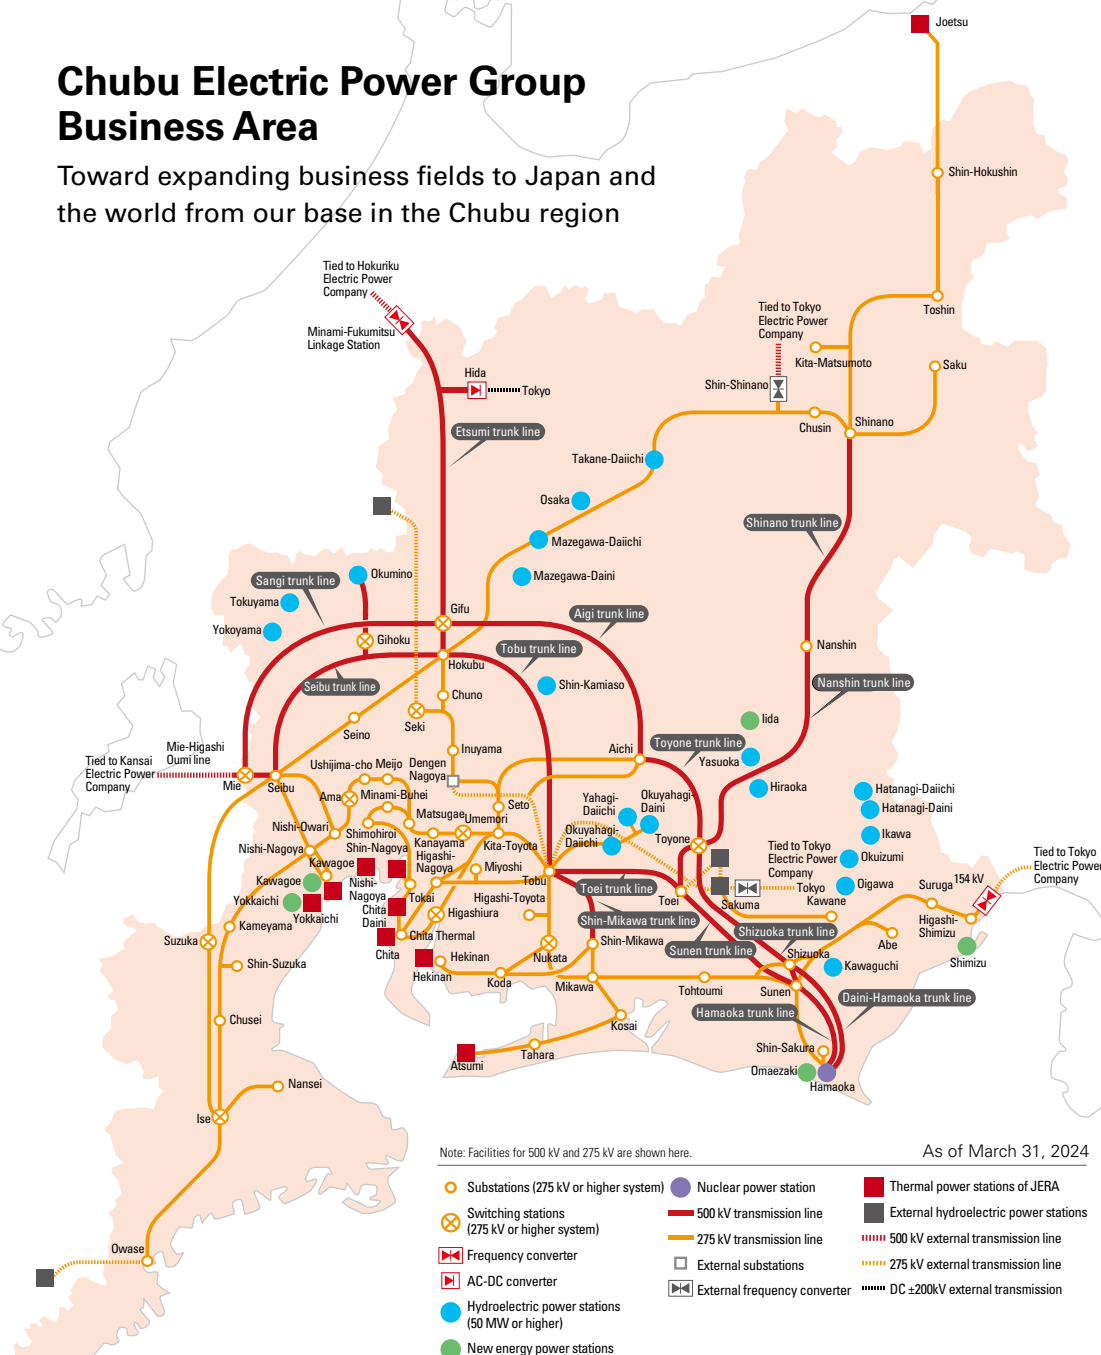 Chubu Electric Power Group
Business Area
Toward expanding business fields to Japan and
the world from our base in the Chubu region
Joetsu
Shin-Hokushin
Toshin
Tied to Hokuriku
Electric Power
Company
Minami-Fukumitsu
Linkage Station
Tied to Tokyo
Electric Power
Company
Kita-Matsumoto
Saku
Shin-Shinano
Hida
Tokyo
Chusin
Shinano
Etsumi trunk line
Takane-Daiichi
Osaka
Shinano trunk line
Mazegawa-Daiichi
Mazegawa-Daini
Okumino
Sangi trunk line
Tokuyama
Yokoyama
Gifu
Aigi trunk line
Gihoku
Tobu trunk line
Nanshin
Hokubu
Seibu trunk line
Shin-Kamiaso
Nanshin trunk line
Chuno
Seki
Seino
Iida
Inuyama
Aichi
Toyone trunk line
Yasuoka
Mie-Higashi
Oumi line
Tied to Kansai
Electric Power
Company
Mie
Seibu
Ushijima-cho
Meijo
Dengen
Nagoya
Hiraoka
Hatanagi-Daiichi
Hatanagi-Daini
Ama
Minami-Buhei
Seto
Yahagi-
Daiichi
Okuyahagi-
Daini
Matsugae
Umemori
Nishi-Owari
Shimohiroi
Okuyahagi-
Daiichi
Toyone
Ikawa
Kanayama
Kita-Toyota
Shin-Nagoya
Nishi-Nagoya
Higashi-
Nagoya
Tied to Tokyo
Electric Power
Company
Okuizumi
Tied to Tokyo
Electric Power
Company
Kawagoe
Miyoshi
Kawagoe
Nishi-
Nagoya
Tobu
Toei trunk line
Toei
Sakuma
Tokyo
Oigawa
Suruga
154 kV
Yokkaichi
Yokkaichi
Tokai
Higashi-Toyota
Kawane
Chita
Daini
Higashiura
Shin-Mikawa trunk line
Higashi-
Shimizu
Kameyama
Shizuoka trunk line
Abe
Suzuka
Chita Thermal
Shin-Mikawa
Sunen trunk line
Chita
Nukata
Shizuoka
Shimizu
Shin-Suzuka
Hekinan
Kawaguchi
Hekinan
Koda
Mikawa
Tohtoumi
Sunen
Daini-Hamaoka trunk line
Hamaoka trunk line
Chusei
Kosai
Shin-Sakura
Tahara
Atsumi
Omaezaki
Hamaoka
Nansei
Ise
Owase
Note: Facilities for 500 kV and 275 kV are shown here.
As of March 31, 2024
Substations (275 kV or higher system)
Nuclear power station
Thermal power stations of JERA
Switching stations
(275 kV or higher system)
500 kV transmission line
External hydroelectric power stations
275 kV transmission line
500 kV external transmission line
Frequency converter
External substations
275 kV external transmission line
AC-DC converter
External frequency converter
DC ±200kV external transmission
Hydroelectric power stations
(50 MW or higher)
New energy power stations